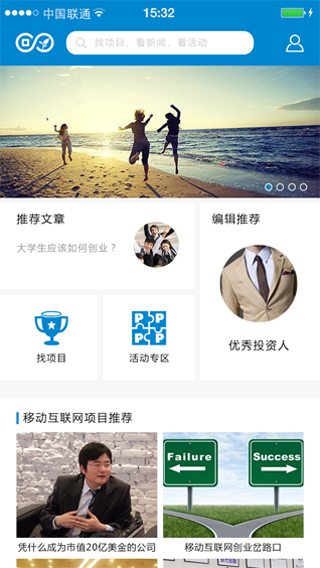 中国联通
15:32
找项目，看新闻，看活动
推荐文章
大学生应该如何创业？
编辑推荐
优秀投资人
找项目
P P
P C
活动专区
移动互联网项目推荐
Failure
Success
凭什么成为市值20亿美金的公司
移动互联网创业岔路口